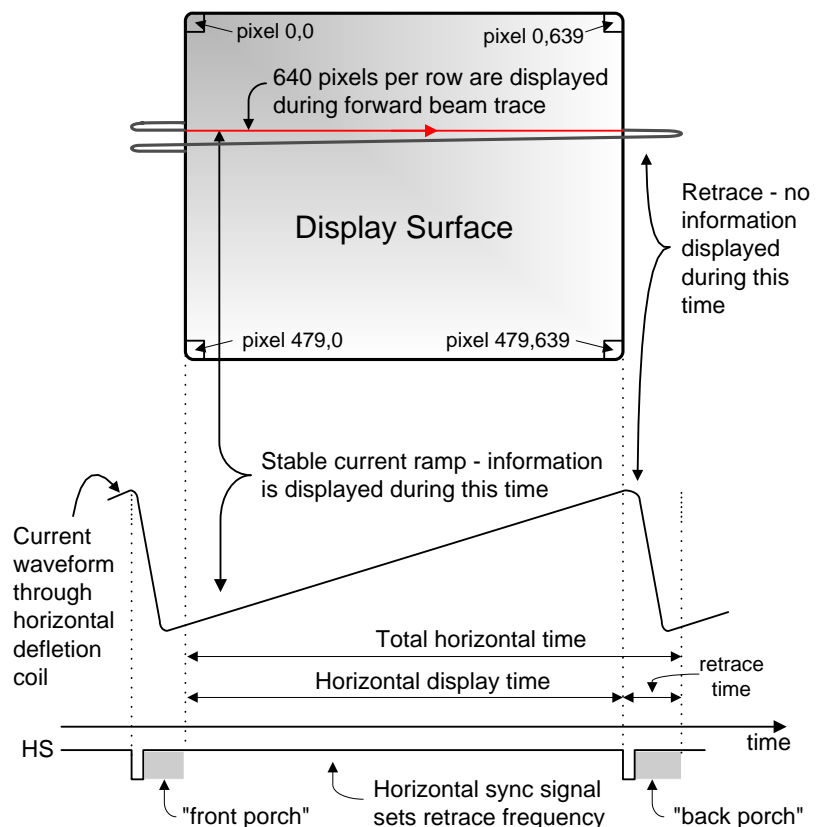 pixel 0,0
pixel 0,639
640 pixels per row are displayed
during forward beam trace
Retrace - no
information
displayed
during this
time
Display Surface
pixel 479,0
pixel 479,639
Stable current ramp - information
is displayed during this time
Current
waveform
through
horizontal
defletion
coil
Total horizontal time
Horizontal display time
retrace
time
time
HS
"front porch"
Horizontal sync signal
sets retrace frequency
"back porch"